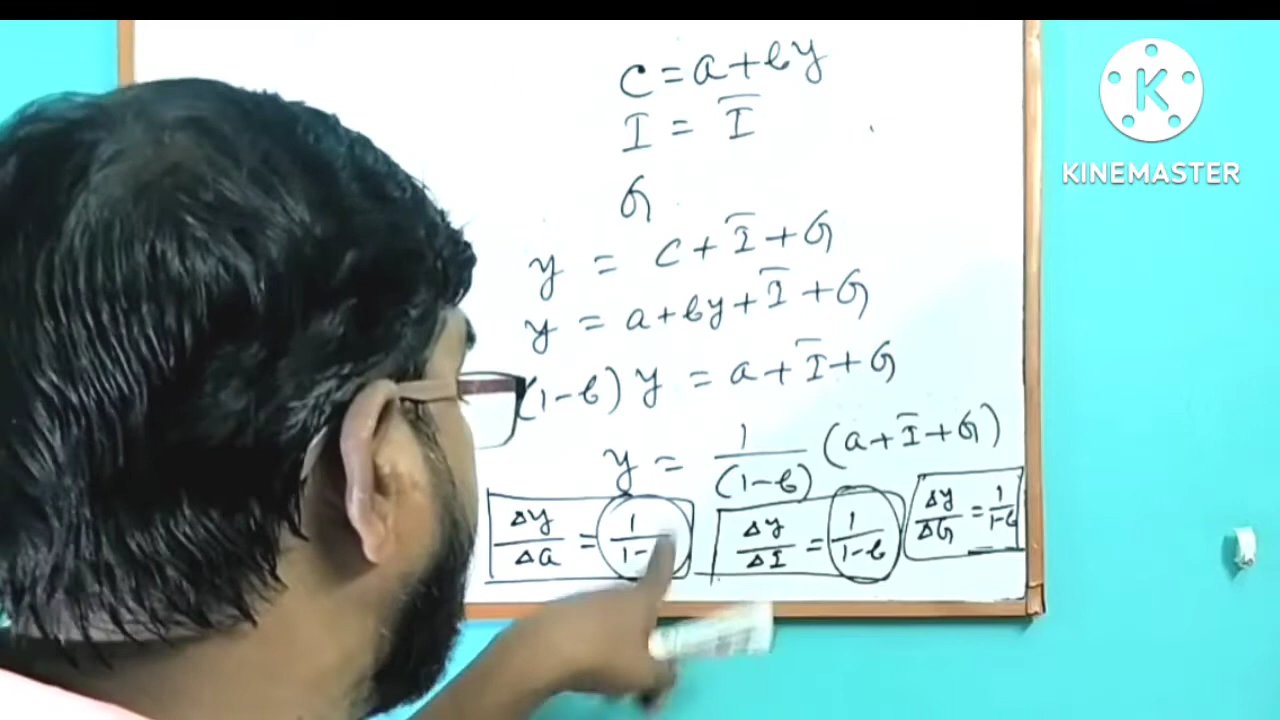 C = a + by
I = Ī
G
y = C + Ī + G
y = a + by + Ī + G
(1-b) y = a + Ī + G
y = 1/(1-b) (a + Ī + G)
Δy/Δa = 1/1- Δy/ΔI = 1/1-b Δy/ΔG = 1/1-b
K
KINEMASTER